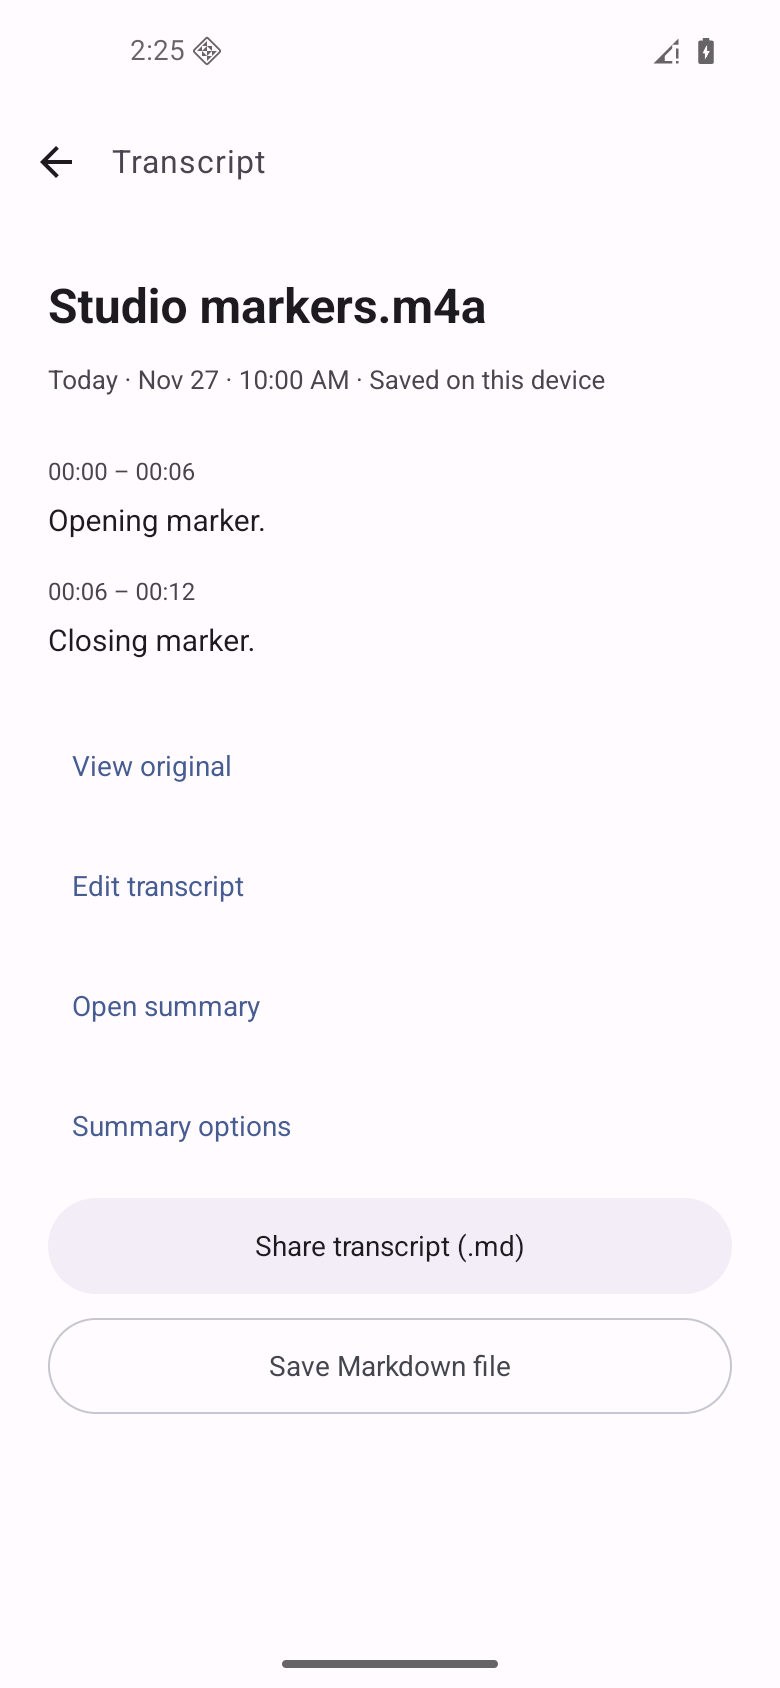 2:25
Transcript
Studio markers.m4a
Today · Nov 27 · 10:00 AM · Saved on this device
00:00 – 00:06
Opening marker.
00:06 – 00:12
Closing marker.
View original
Edit transcript
Open summary
Summary options
Share transcript (.md)
Save Markdown file